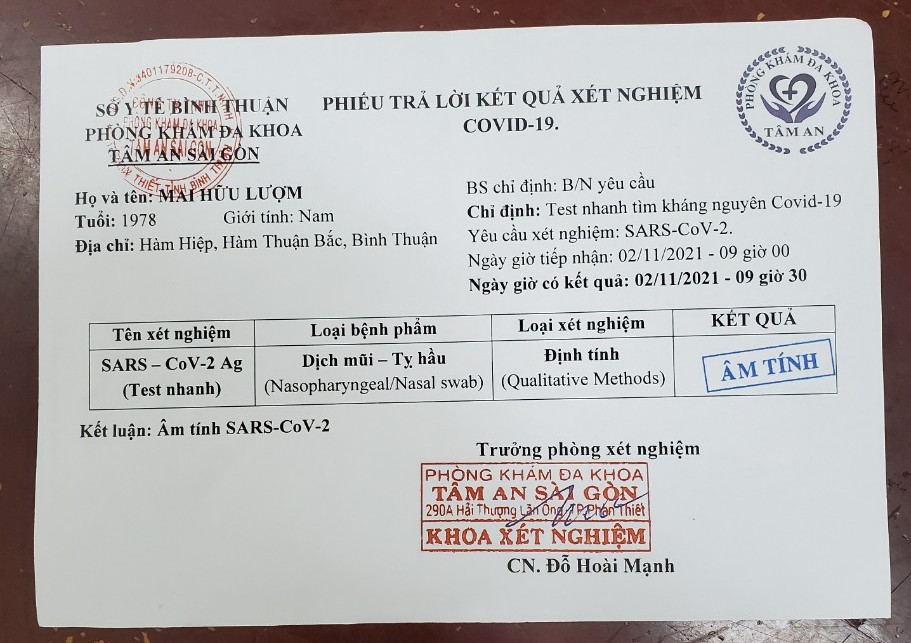 SỞ Y TẾ BÌNH THUẬN
PHÒNG KHÁM ĐA KHOA
TÂM AN SÀI GÒN
PHIẾU TRẢ LỜI KẾT QUẢ XÉT NGHIỆM
COVID-19.
PHÒNG KHÁM ĐA KHOA
TÂM AN
Họ và tên: MAI HỮU LƯỢM
Tuổi: 1978 Giới tính: Nam
Địa chỉ: Hàm Hiệp, Hàm Thuận Bắc, Bình Thuận
BS chỉ định: B/N yêu cầu
Chỉ định: Test nhanh tìm kháng nguyên Covid-19
Yêu cầu xét nghiệm: SARS-CoV-2.
Ngày giờ tiếp nhận: 02/11/2021 - 09 giờ 00
Ngày giờ có kết quả: 02/11/2021 - 09 giờ 30
Tên xét nghiệm Loại bệnh phẩm Loại xét nghiệm KẾT QUẢ
SARS – CoV-2 Ag Dịch mũi – Tỵ hầu Định tính ÂM TÍNH
(Test nhanh) (Nasopharyngeal/Nasal swab) (Qualitative Methods)
Kết luận: Âm tính SARS-CoV-2
Trưởng phòng xét nghiệm
PHÒNG KHÁM ĐA KHOA
TÂM AN SÀI GÒN
290A Hải Thượng Lãn Ông TP.Phan Thiết
KHOA XÉT NGHIỆM
CN. Đỗ Hoài Mạnh